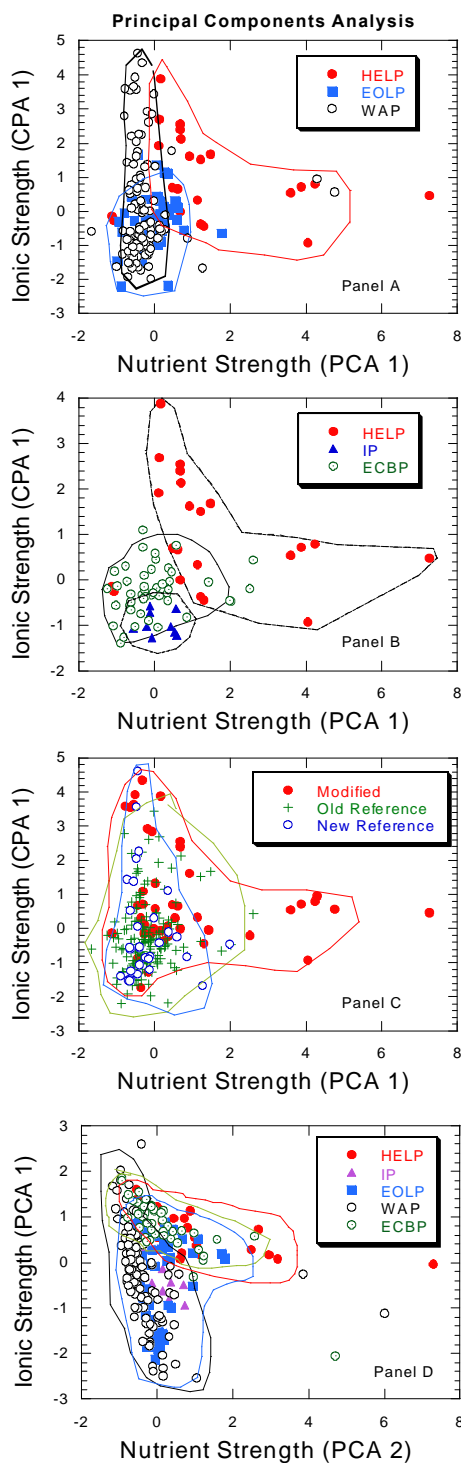 Principal Components Analysis
5
4
3
2
1
0
-1
-2
-3
Ionic Strength (CPA 1)
HELP
EOLP
WAP
Panel A
-2 0 2 4 6 8
Nutrient Strength (PCA 1)
4
3
2
1
0
-1
-2
Ionic Strength (CPA 1)
HELP
IP
ECBP
Panel B
-2 0 2 4 6 8
Nutrient Strength (PCA 1)
5
4
3
2
1
0
-1
-2
-3
Ionic Strength (CPA 1)
Modified
Old Reference
New Reference
Panel C
-2 0 2 4 6 8
Nutrient Strength (PCA 1)
3
2
1
0
-1
-2
-3
Ionic Strength (PCA 1)
HELP
IP
EOLP
WAP
ECBP
Panel D
-2 0 2 4 6 8
Nutrient Strength (PCA 2)